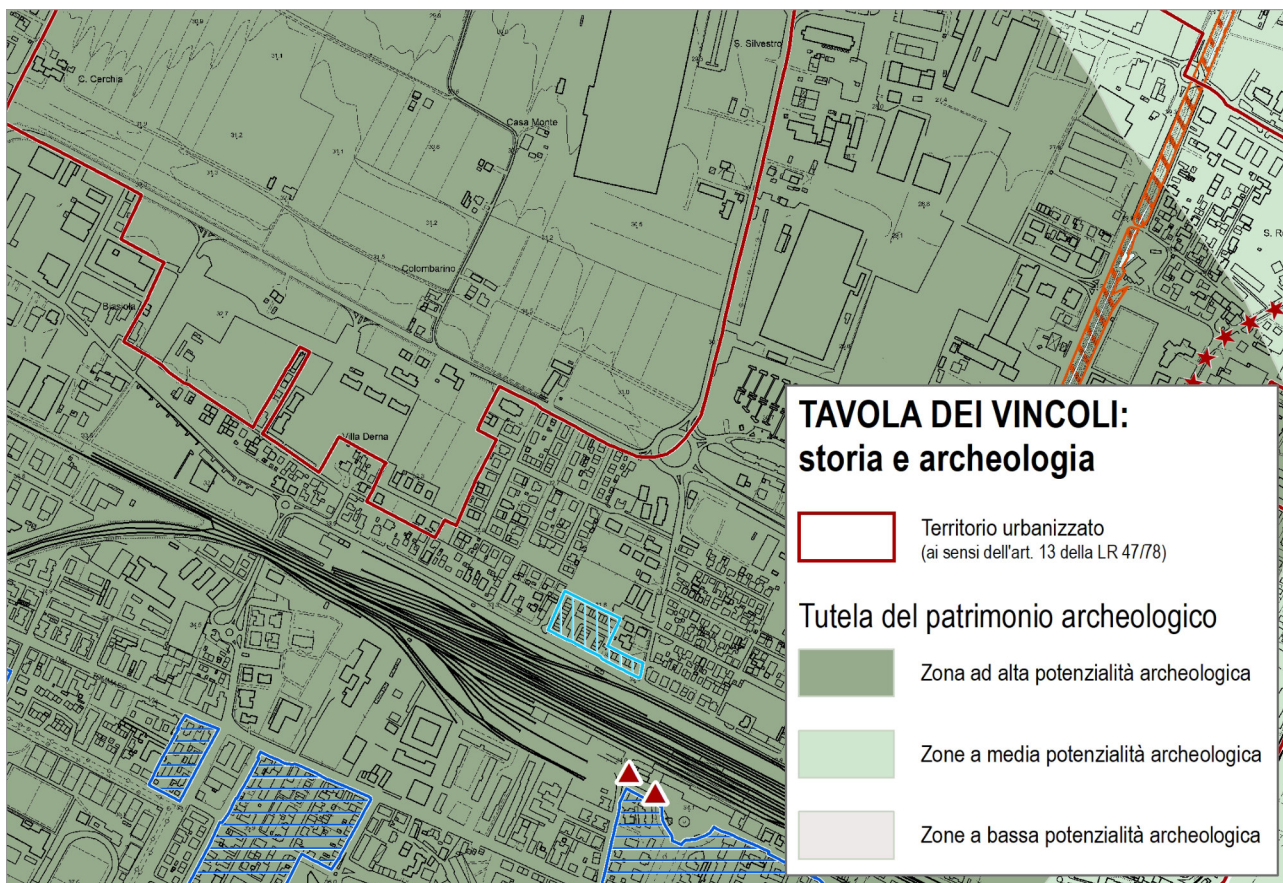 S. Silvestro
C. Cerchia
Casa Monte
Colombarino
Biasiola
Villa Derna
TAVOLA DEI VINCOLI:
storia e archeologia
Territorio urbanizzato
(ai sensi dell'art. 13 della LR 47/78)
Tutela del patrimonio archeologico
Zona ad alta potenzialità archeologica
Zone a media potenzialità archeologica
Zone a bassa potenzialità archeologica